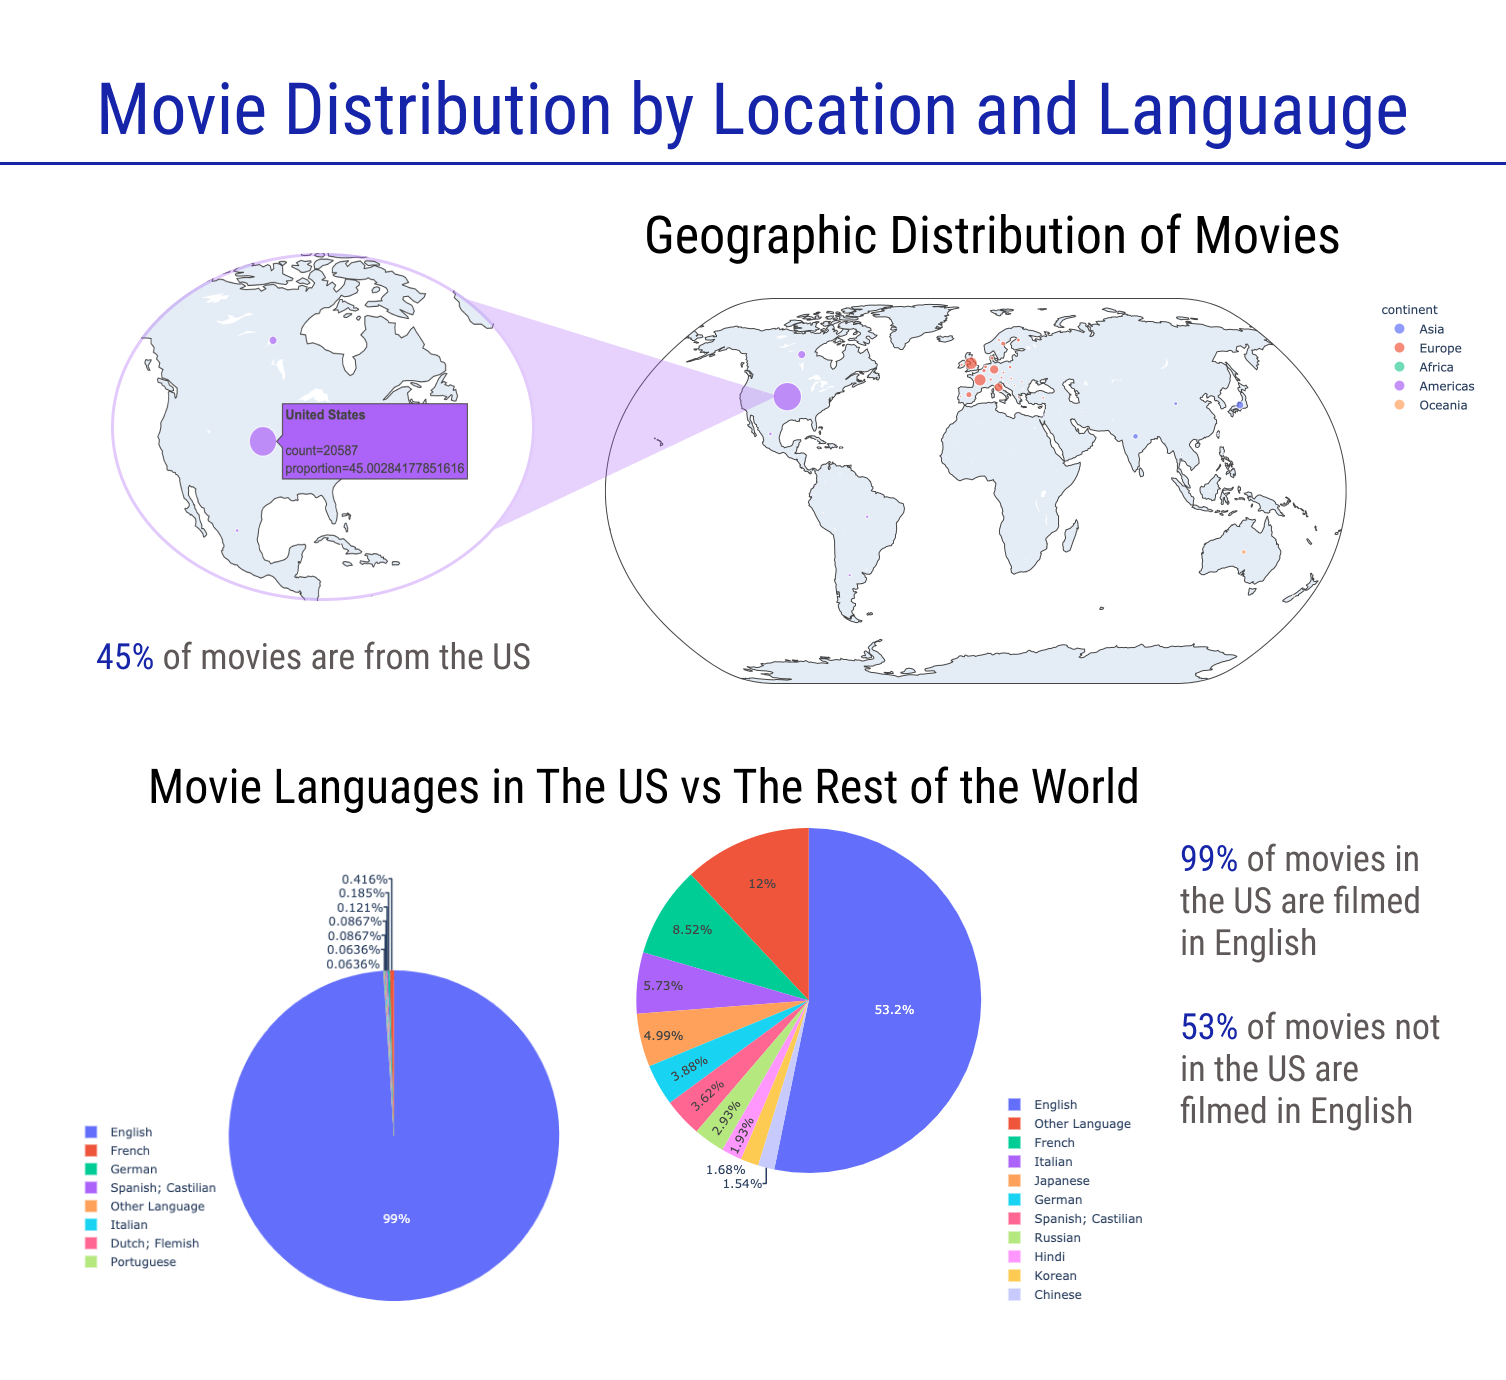 Movie Distribution by Location and Languauge
Geographic Distribution of Movies
United States
count=20587
proportion=45.00284177851616
continent
Asia
Europe
Africa
Americas
Oceania
45% of movies are from the US
Movie Languages in The US vs The Rest of the World
0.416%
0.185%
0.121%
0.0867%
0.0867%
0.0636%
0.0636%
99%
English
French
German
Spanish; Castilian
Other Language
Italian
Dutch; Flemish
Portuguese
12%
8.52%
5.73%
4.99%
3.88%
3.62%
2.93%
1.93%
1.68%
1.54%
53.2%
English
Other Language
French
Italian
Japanese
German
Spanish; Castilian
Russian
Hindi
Korean
Chinese
99% of movies in
the US are filmed
in English
53% of movies not
in the US are
filmed in English